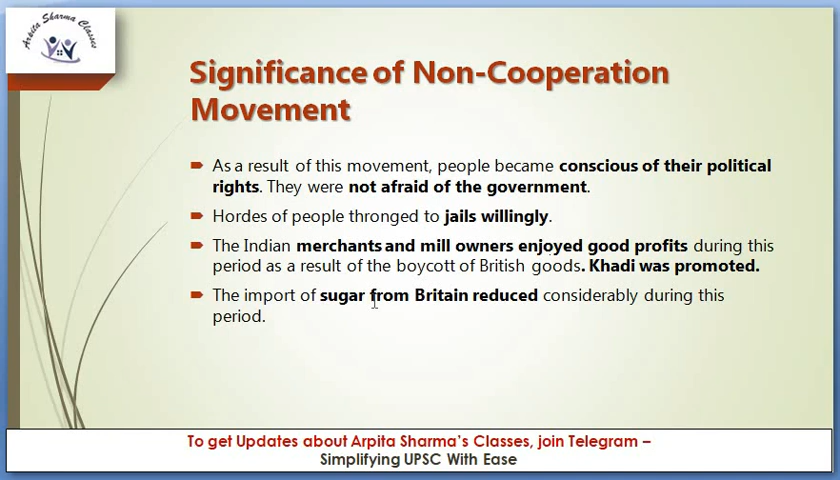 Arpita Sharma Classes
Significance of Non-Cooperation
Movement
As a result of this movement, people became conscious of their political
rights. They were not afraid of the government.
Hordes of people thronged to jails willingly.
The Indian merchants and mill owners enjoyed good profits during this
period as a result of the boycott of British goods. Khadi was promoted.
The import of sugar from Britain reduced considerably during this
period.
To get Updates about Arpita Sharma's Classes, join Telegram –
Simplifying UPSC With Ease